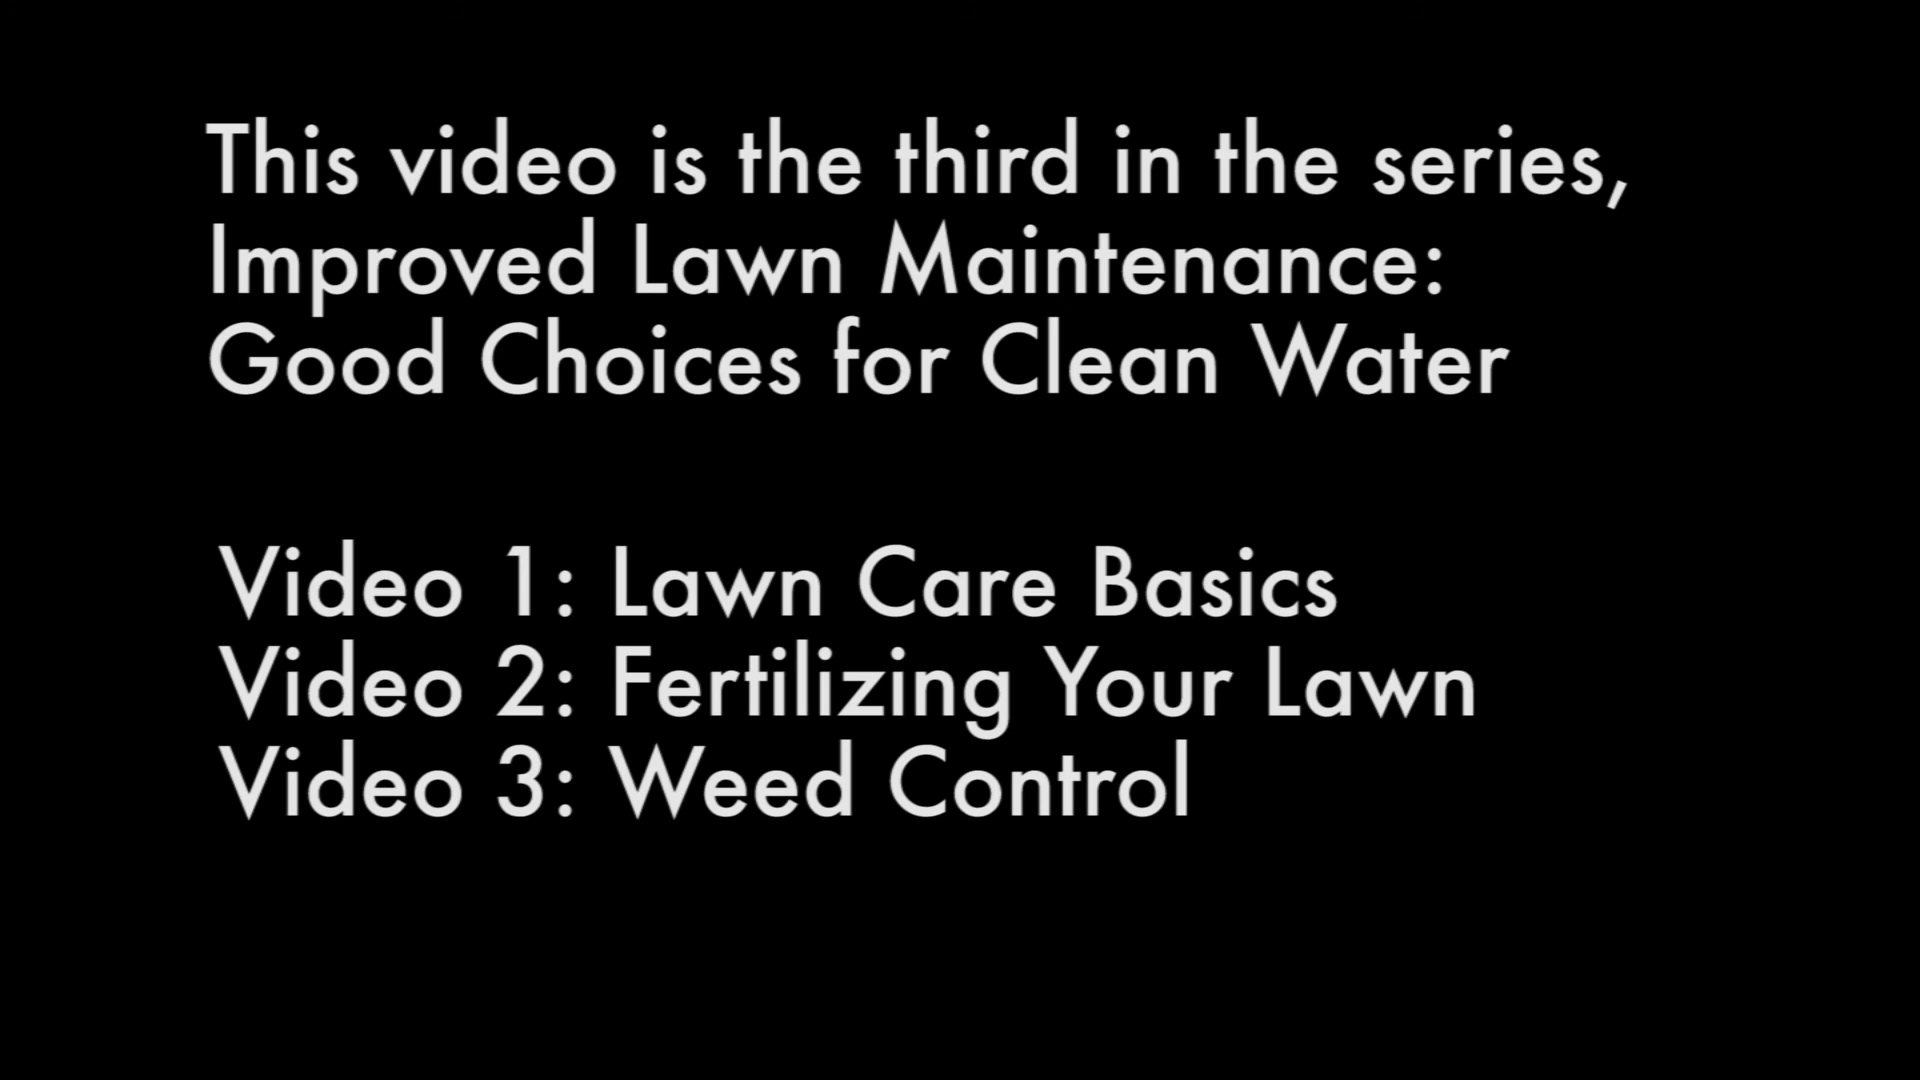 This video is the third in the series,
Improved Lawn Maintenance:
Good Choices for Clean Water
Video 1: Lawn Care Basics
Video 2: Fertilizing Your Lawn
Video 3: Weed Control